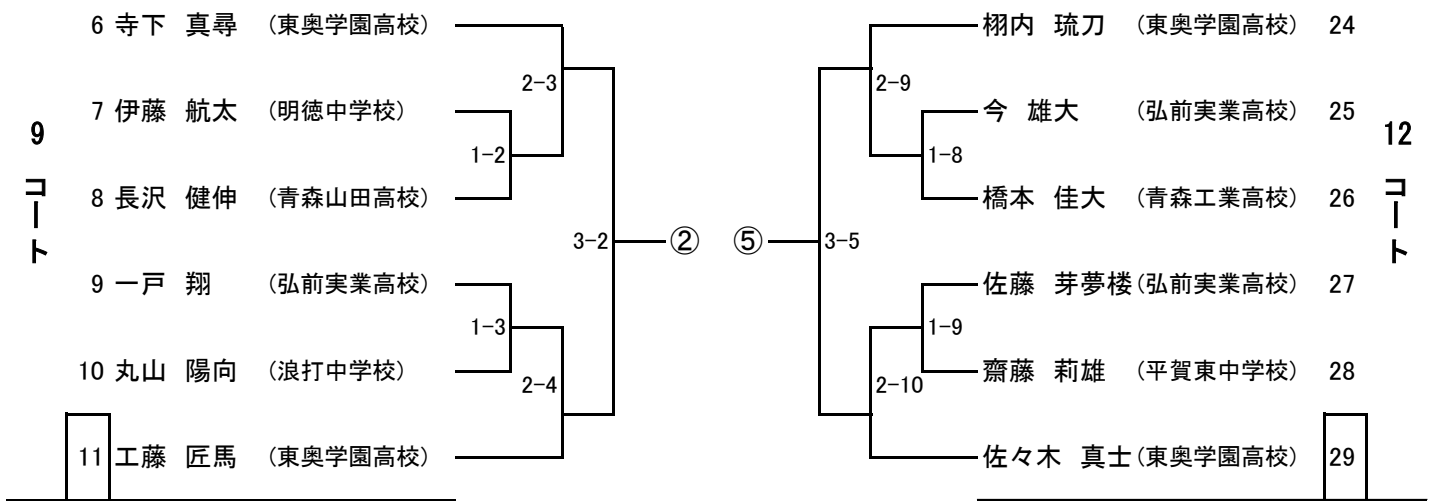 6 寺下 真尋 (東奥学園高校)
2-3
7 伊藤 航太 (明徳中学校)
1-2
8 長沢 健伸 (青森山田高校)
9 コート
3-2
②
9 一戸 翔 (弘前実業高校)
1-3
10 丸山 陽向 (浪打中学校)
2-4
11 工藤 匠馬 (東奥学園高校)
栩内 琉刀 (東奥学園高校) 24
2-9
今 雄大 (弘前実業高校) 25
1-8
橋本 佳大 (青森工業高校) 26
12 コート
⑤
3-5
佐藤 芽夢楼 (弘前実業高校) 27
1-9
齋藤 莉雄 (平賀東中学校) 28
2-10
佐々木 真士 (東奥学園高校) 29